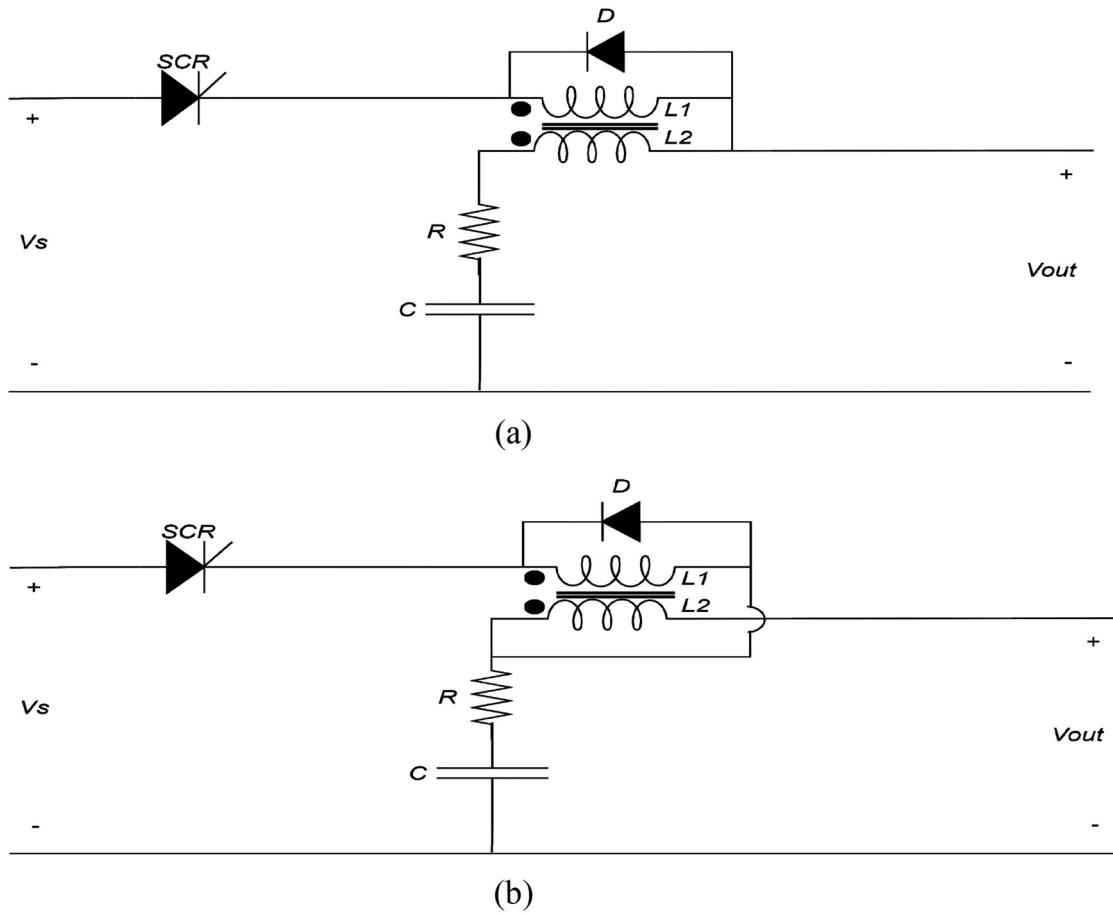 D
SCR
+
L1
L2
+
R
Vs
Vout
C
-
-
(a)
D
SCR
+
L1
L2
+
R
Vs
Vout
C
-
-
(b)